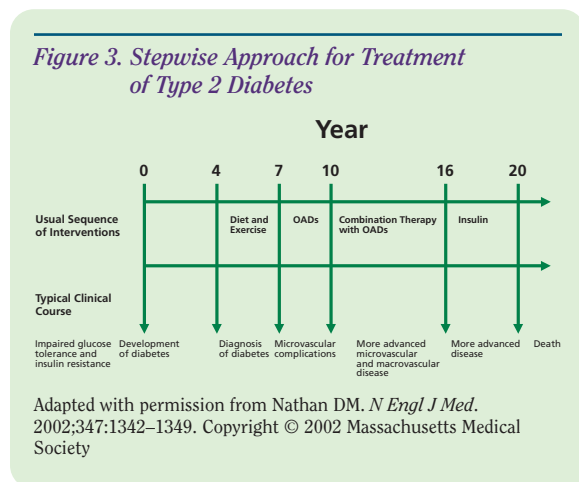 Figure 3. Stepwise Approach for Treatment
of Type 2 Diabetes
Year
0 4 7 10 16 20
Usual Sequence
of Interventions
Diet and
Exercise
OADs
Combination Therapy
with OADs
Insulin
Typical Clinical
Course
Impaired glucose
tolerance and
insulin resistance
Development
of diabetes
Diagnosis
of diabetes
Microvascular
complications
More advanced
microvascular
and macrovascular
disease
More advanced
disease
Death
Adapted with permission from Nathan DM. N Engl J Med.
2002;347:1342–1349. Copyright © 2002 Massachusetts Medical
Society